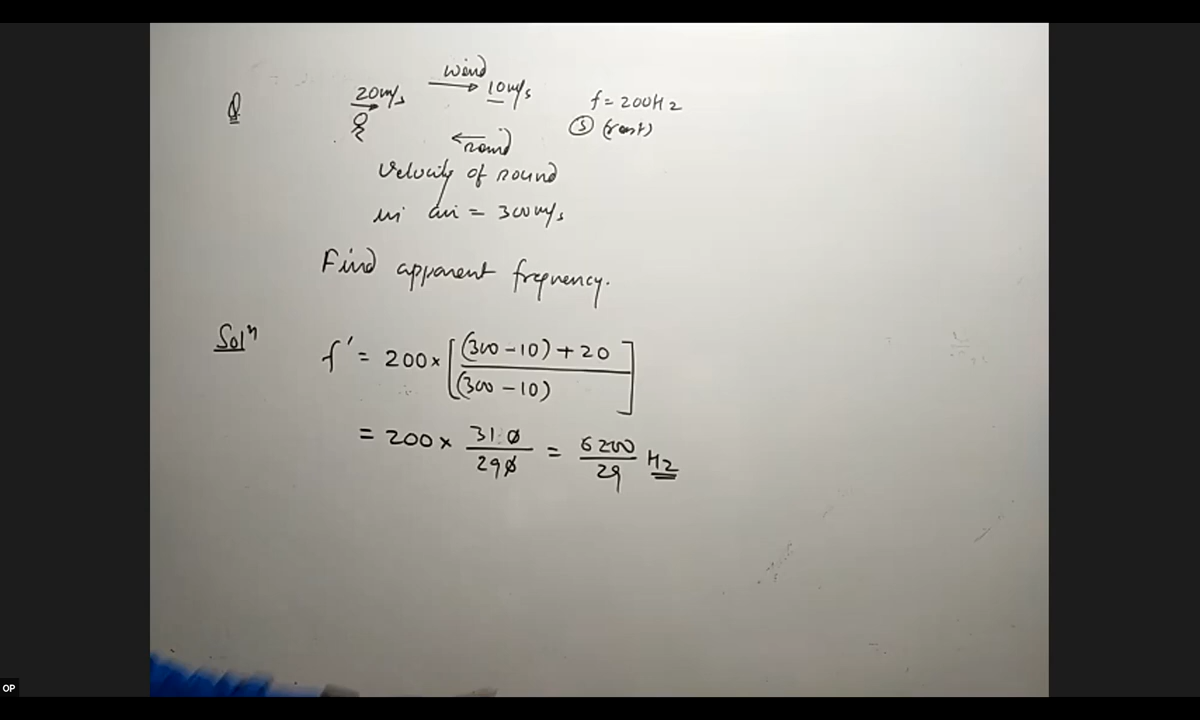 wind
20m/s → 10m/s f = 200Hz
Q S (rest)
← sound
Velocity of sound
in air = 300m/s
Find apparent frequency.
Solⁿ f' = 200 × [(300 - 10) + 20 / (300 - 10)]
= 200 × 310/290 = 6200/29 Hz
OP